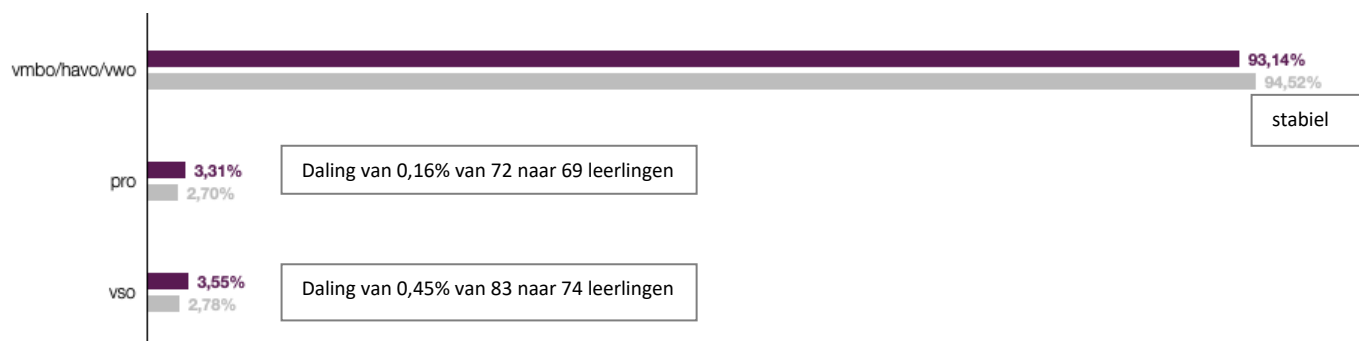 vmbo/havo/vwo
93,14%
94,52%
stabiel
pro
3,31%
2,70%
Daling van 0,16% van 72 naar 69 leerlingen
vso
3,55%
2,78%
Daling van 0,45% van 83 naar 74 leerlingen